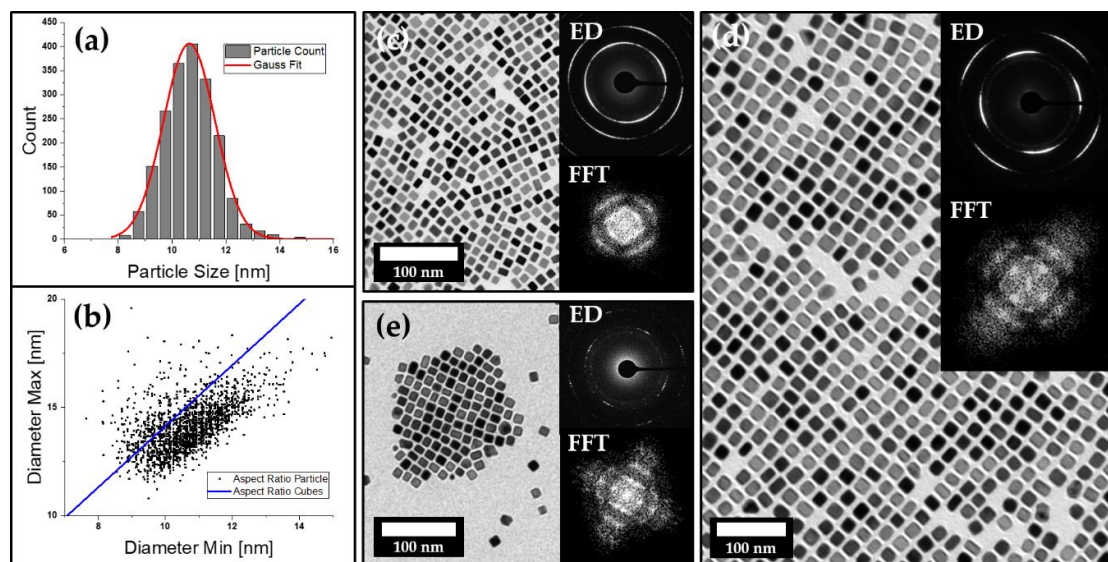 (a)
450
400
350
300
250
200
150
100
50
0
Count
Particle Count
Gauss Fit
6
8
10
12
14
16
Particle Size [nm]
(b)
20
15
10
Diameter Max [nm]
Aspect Ratio Particle
Aspect Ratio Cubes
8
10
12
14
Diameter Min [nm]
(c)
ED
FFT
100 nm
(e)
ED
FFT
100 nm
(d)
ED
FFT
100 nm